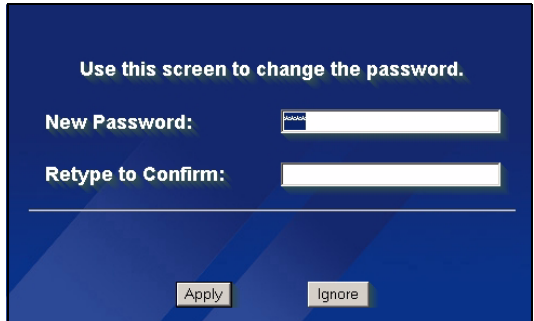 Use this screen to change the password.
New Password:
Retype to Confirm:
Apply
Ignore